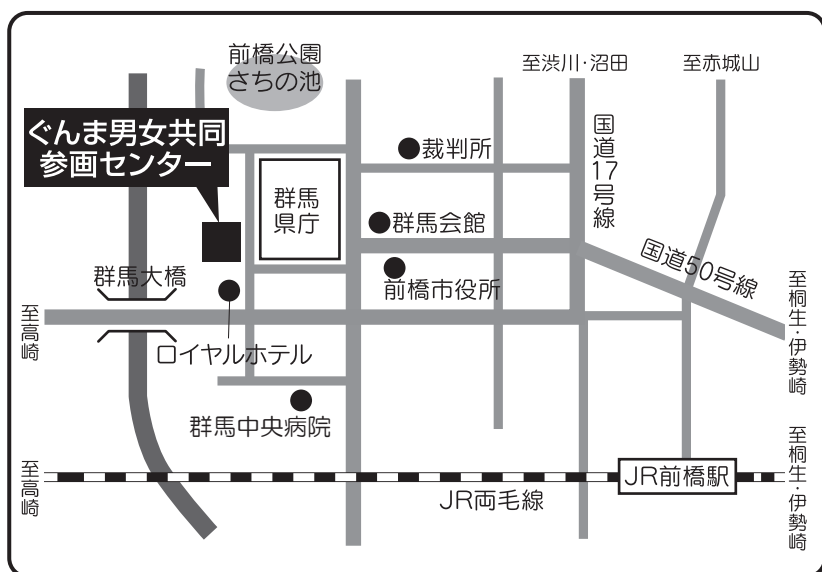 前橋公園
さちの池
至渋川・沼田
至赤城山
ぐんま男女共同
参画センター
裁判所
国道17号線
群馬
県庁
群馬会館
国道50号線
群馬大橋
前橋市役所
至高崎
至桐生・伊勢崎
ロイヤルホテル
群馬中央病院
至高崎
JR両毛線
JR前橋駅
至桐生・伊勢崎